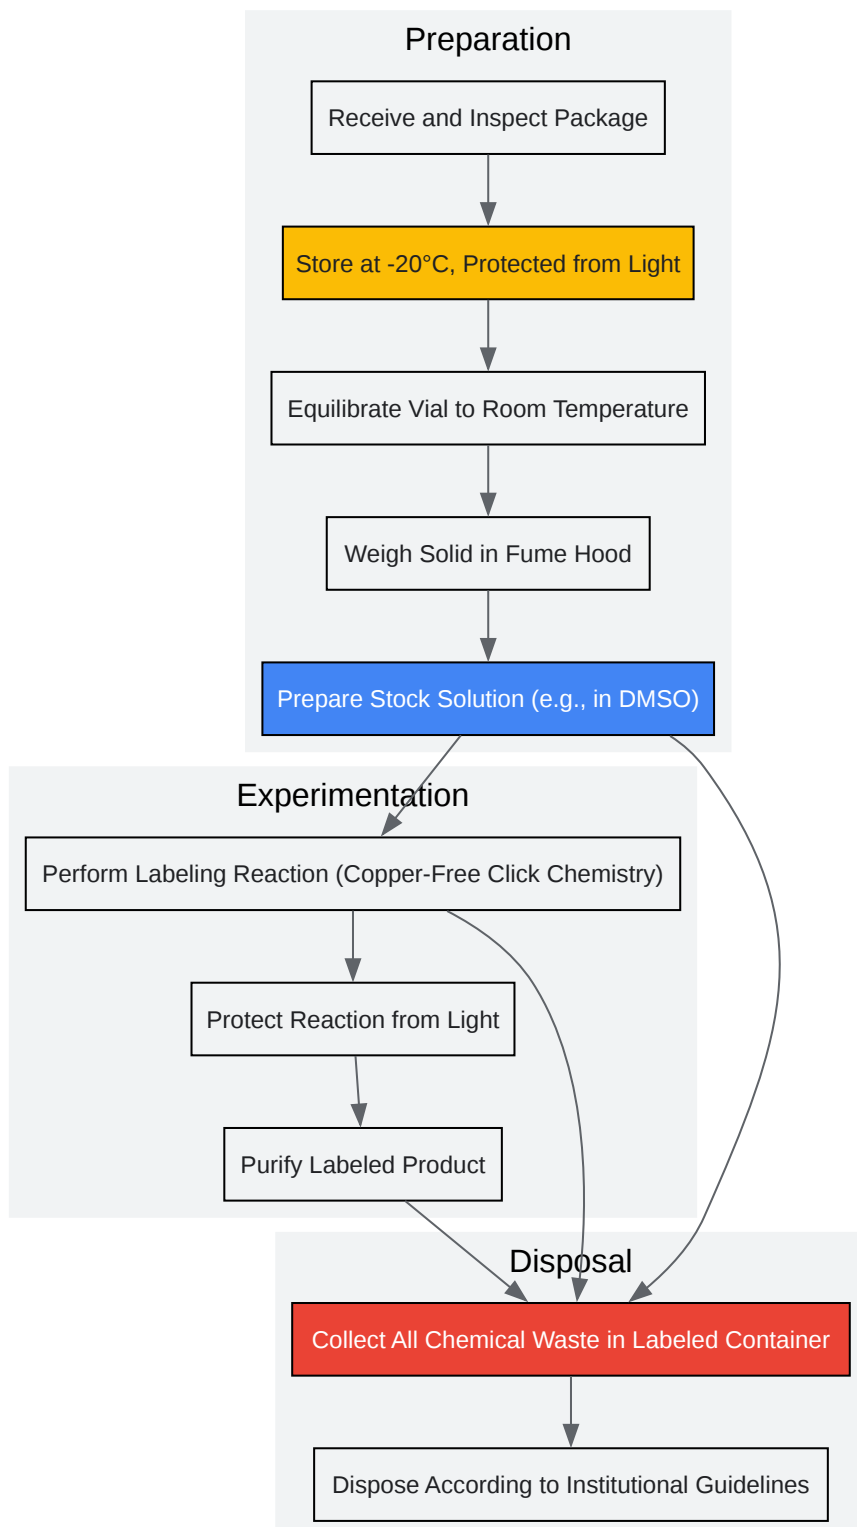 Preparation
Receive and Inspect Package
Store at -20°C, Protected from Light
Equilibrate Vial to Room Temperature
Weigh Solid in Fume Hood
Prepare Stock Solution (e.g., in DMSO)
Experimentation
Perform Labeling Reaction (Copper-Free Click Chemistry)
Protect Reaction from Light
Purify Labeled Product
Disposal
Collect All Chemical Waste in Labeled Container
Dispose According to Institutional Guidelines